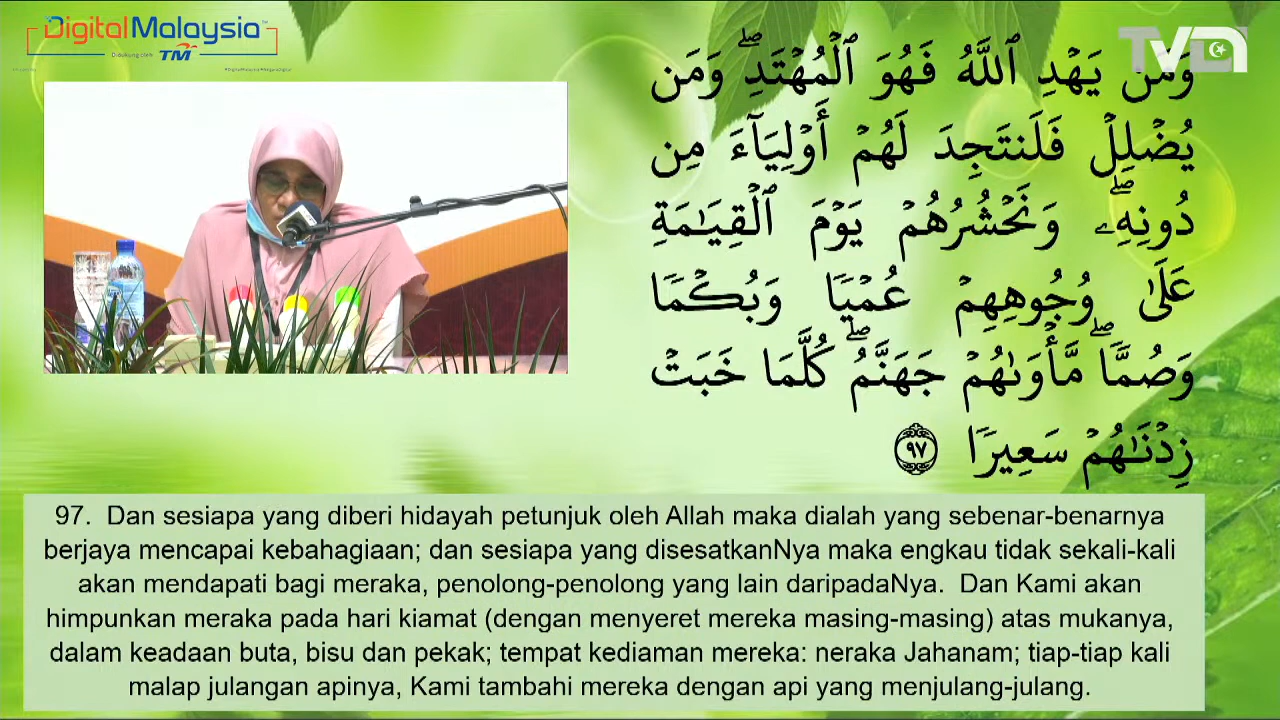 DigitalMalaysia
Didukung oleh TM
TVDI
وَمَن يَهْدِ ٱللَّهُ فَهُوَ ٱلْمُهْتَدِ ۖ وَمَن
يُضْلِلْ فَلَنتَجِدَ لَهُمْ أَوْلِيَآءَ مِن
دُونِهِۦ ۖ وَنَحْشُرُهُمْ يَوْمَ ٱلْقِيَـٰمَةِ
عَلَىٰ وُجُوهِهِمْ عُمْيًا وَبُكْمًا
وَصُمًّا ۖ مَّأْوَىٰهُمْ جَهَنَّمُ ۖ كُلَّمَا خَبَتْ
زِدْنَـٰهُمْ سَعِيرًا ٩٧
97. Dan sesiapa yang diberi hidayah petunjuk oleh Allah maka dialah yang sebenar-benarnya
berjaya mencapai kebahagiaan; dan sesiapa yang disesatkanNya maka engkau tidak sekali-kali
akan mendapati bagi meraka, penolong-penolong yang lain daripadaNya. Dan Kami akan
himpunkan meraka pada hari kiamat (dengan menyeret mereka masing-masing) atas mukanya,
dalam keadaan buta, bisu dan pekak; tempat kediaman mereka: neraka Jahanam; tiap-tiap kali
malap julangan apinya, Kami tambahi mereka dengan api yang menjulang-julang.